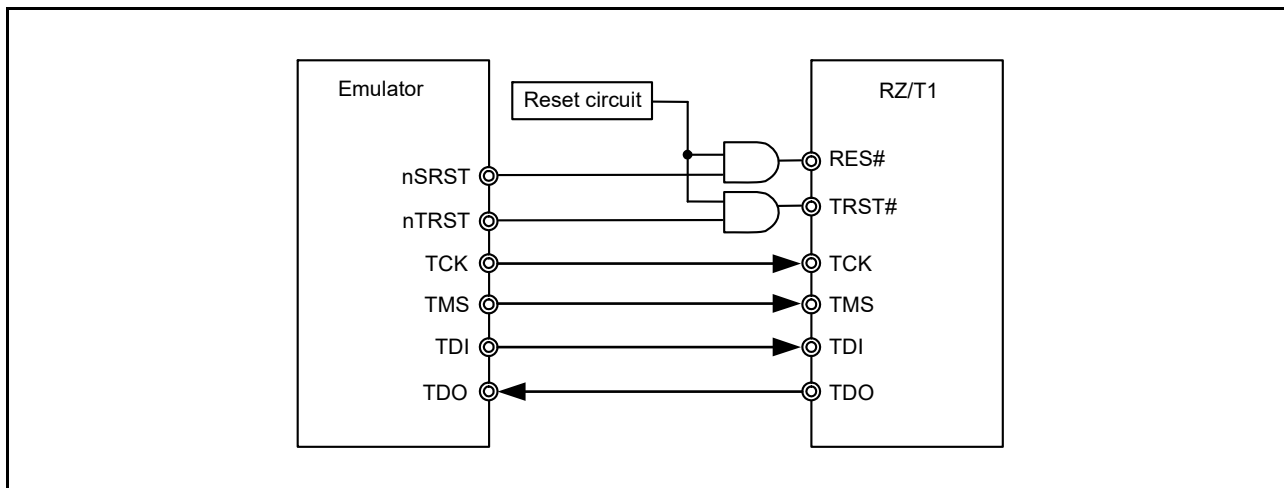 Emulator
Reset circuit
RZ/T1
nSRST
RES#
nTRST
TRST#
TCK
TCK
TMS
TMS
TDI
TDI
TDO
TDO